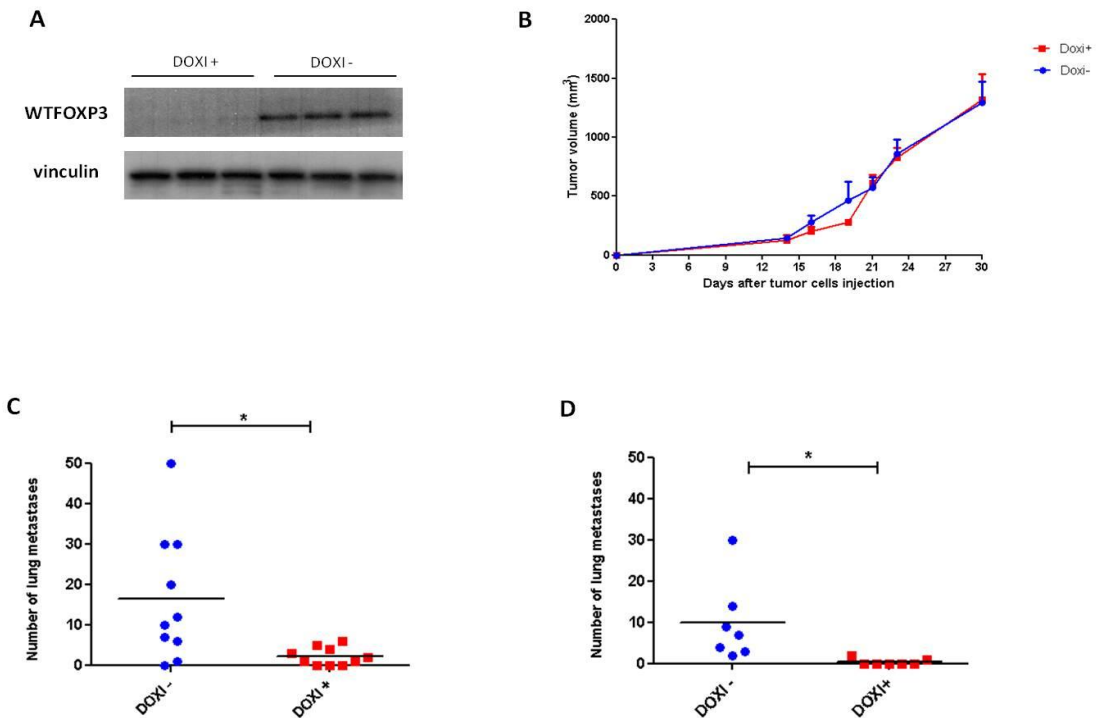 A
DOXI +
DOXI -
WTFOXP3
vinculin
B
2000
1500
1000
500
0
Tumor volume (mm3)
0 3 6 9 12 15 18 21 24 27 30
Days after tumor cells injection
Doxi+
Doxi-
C
*
50
40
30
20
10
0
Number of lung metastases
DOXI -
DOXI +
D
*
50
40
30
20
10
0
Number of lung metastases
DOXI -
DOXI+